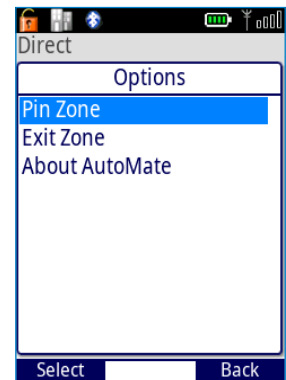 Direct
Options
Pin Zone
Exit Zone
About AutoMate
Select Back